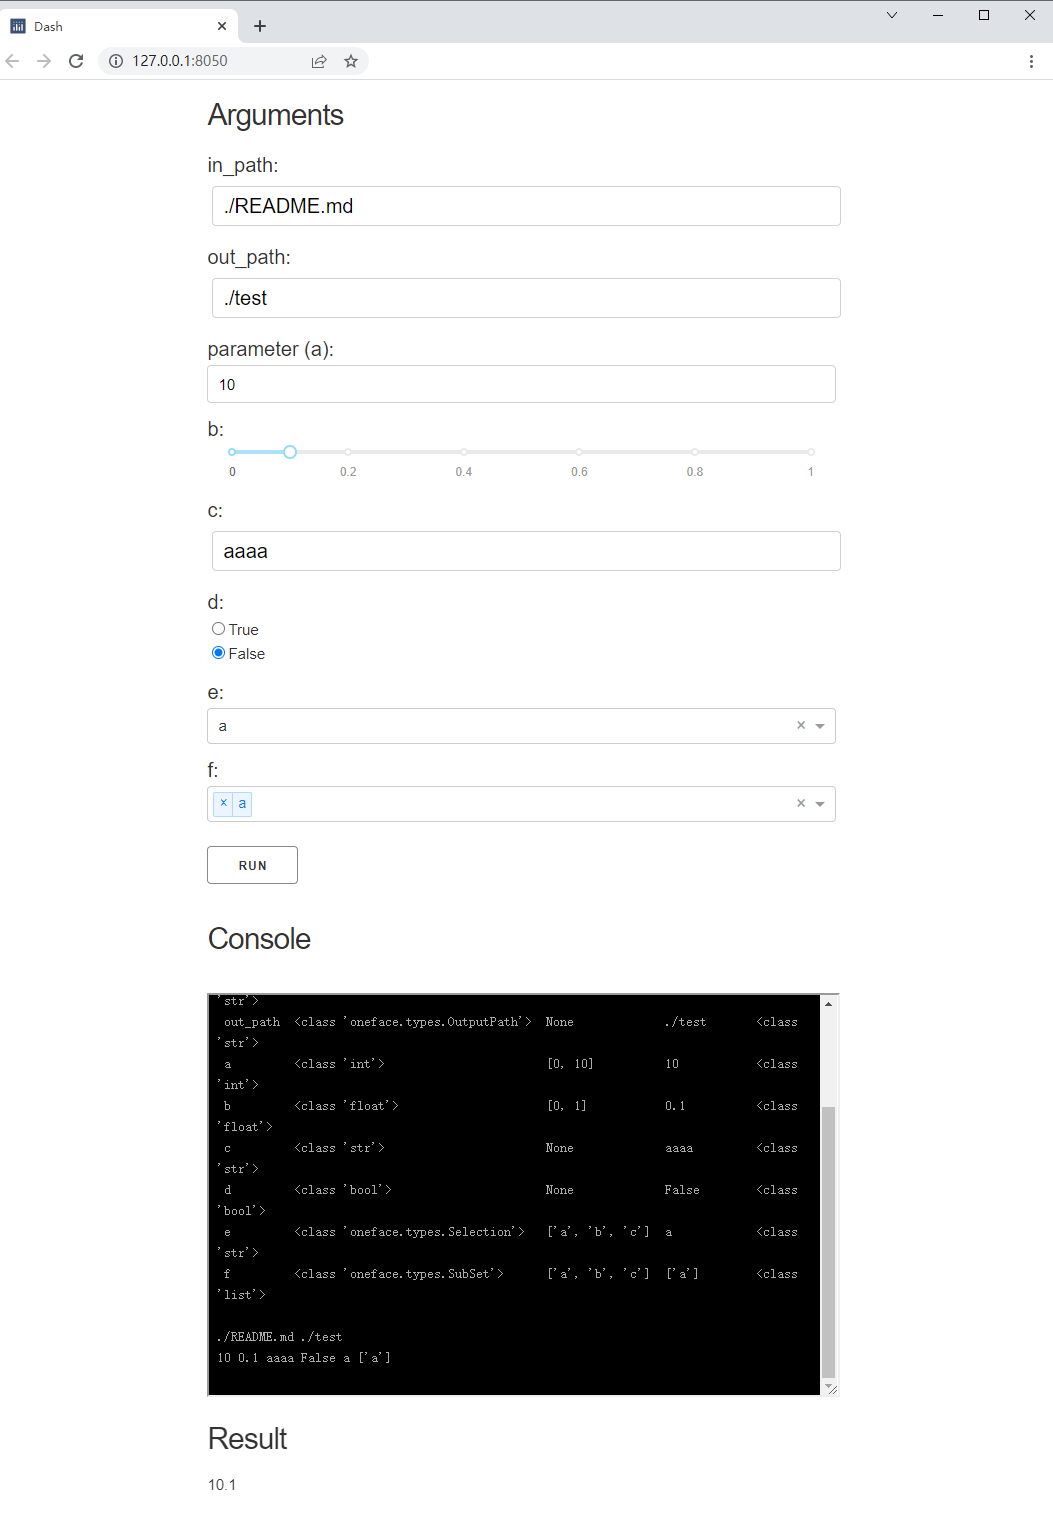 Dash
127.0.0.1:8050
Arguments
in_path:
./README.md
out_path:
./test
parameter (a):
10
b:
0 0.2 0.4 0.6 0.8 1
c:
aaaa
d:
True
False
e:
a
f:
× a
RUN
Console
'str'>
out_path <class 'oneface.types.OutputPath'> None ./test <class
'str'>
a <class 'int'> [0, 10] 10 <class
'int'>
b <class 'float'> [0, 1] 0.1 <class
'float'>
c <class 'str'> None aaaa <class
'str'>
d <class 'bool'> None False <class
'bool'>
e <class 'oneface.types.Selection'> ['a', 'b', 'c'] a <class
'str'>
f <class 'oneface.types.SubSet'> ['a', 'b', 'c'] ['a'] <class
'list'>
./README.md ./test
10 0.1 aaaa False a ['a']
Result
10.1